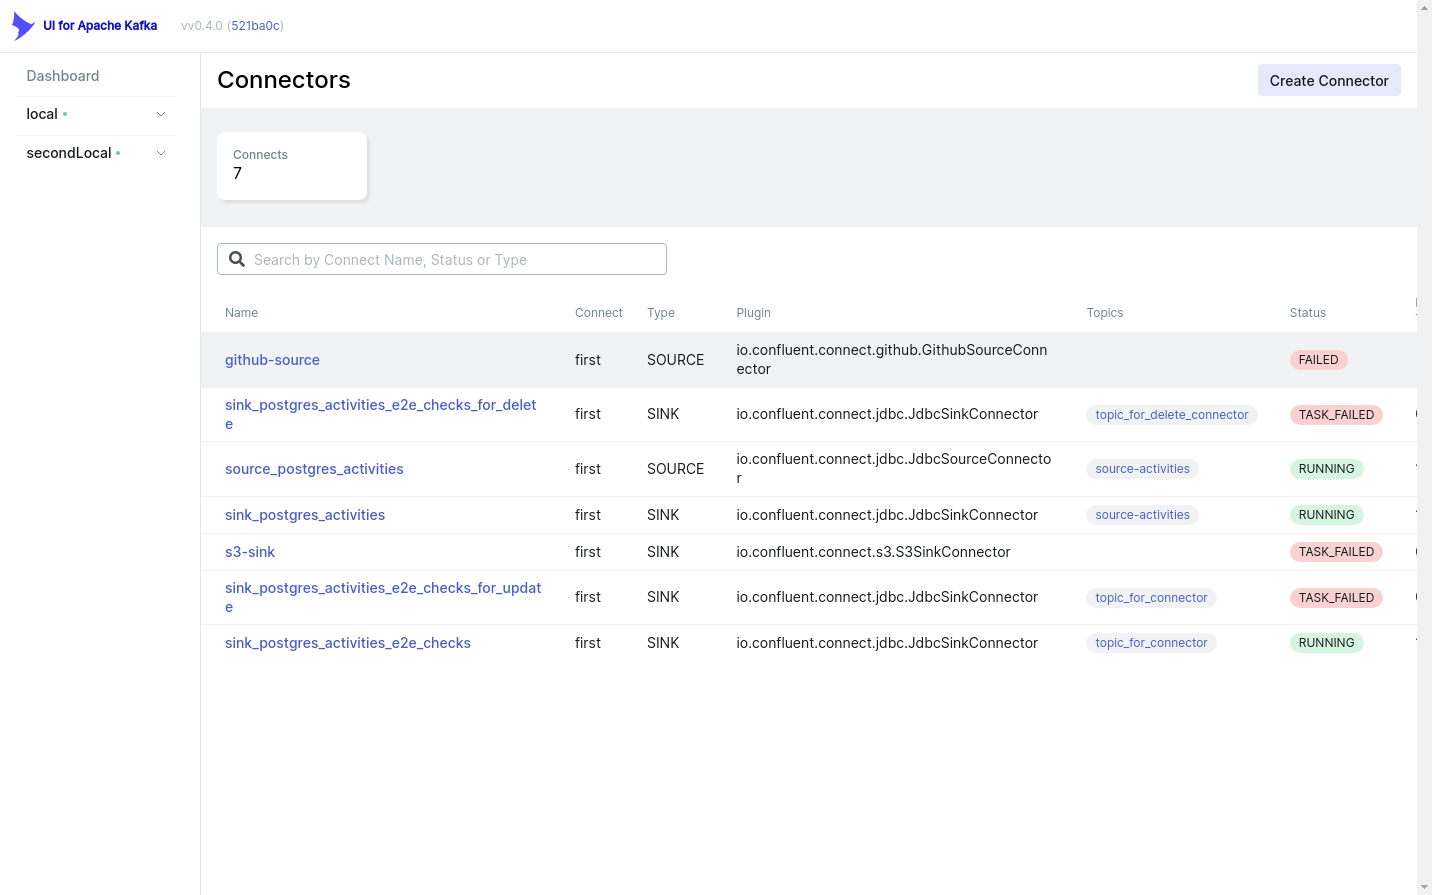 UI for Apache Kafka
vv0.4.0 (521ba0c)
Dashboard
local
secondLocal
Connectors
Create Connector
Connects
7
Search by Connect Name, Status or Type
Name Connect Type Plugin Topics Status
github-source first SOURCE io.confluent.connect.github.GithubSourceConn
ector FAILED
sink_postgres_activities_e2e_checks_for_delet
e first SINK io.confluent.connect.jdbc.JdbcSinkConnector topic_for_delete_connector TASK_FAILED
source_postgres_activities first SOURCE io.confluent.connect.jdbc.JdbcSourceConnecto
r source-activities RUNNING
sink_postgres_activities first SINK io.confluent.connect.jdbc.JdbcSinkConnector source-activities RUNNING
s3-sink first SINK io.confluent.connect.s3.S3SinkConnector TASK_FAILED
sink_postgres_activities_e2e_checks_for_updat
e first SINK io.confluent.connect.jdbc.JdbcSinkConnector topic_for_connector TASK_FAILED
sink_postgres_activities_e2e_checks first SINK io.confluent.connect.jdbc.JdbcSinkConnector topic_for_connector RUNNING